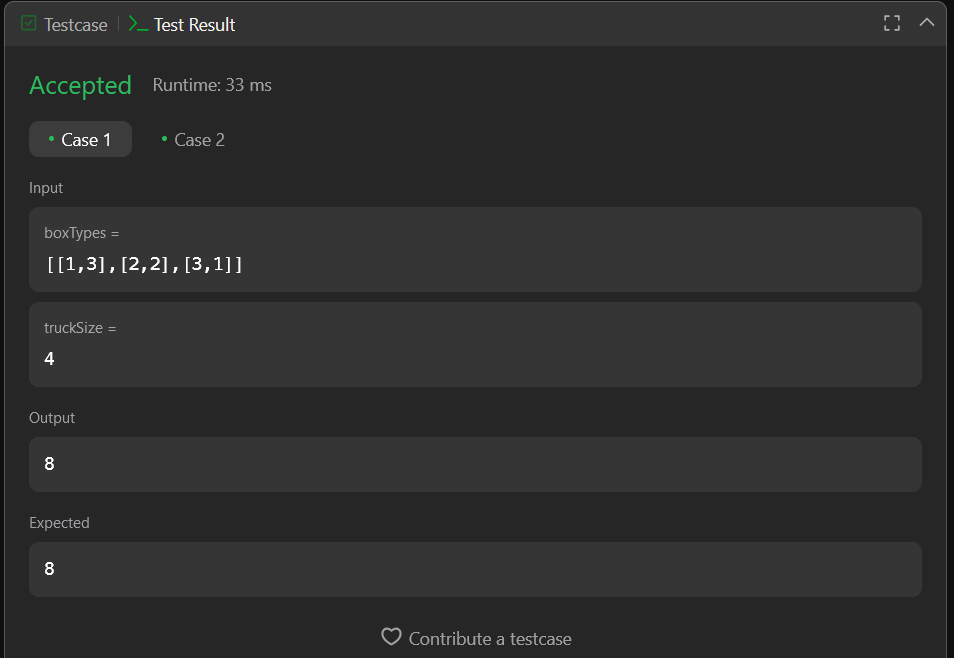 Testcase | >_ Test Result
Accepted Runtime: 33 ms
• Case 1 • Case 2
Input
boxTypes =
[[1,3],[2,2],[3,1]]
truckSize =
4
Output
8
Expected
8
Contribute a testcase